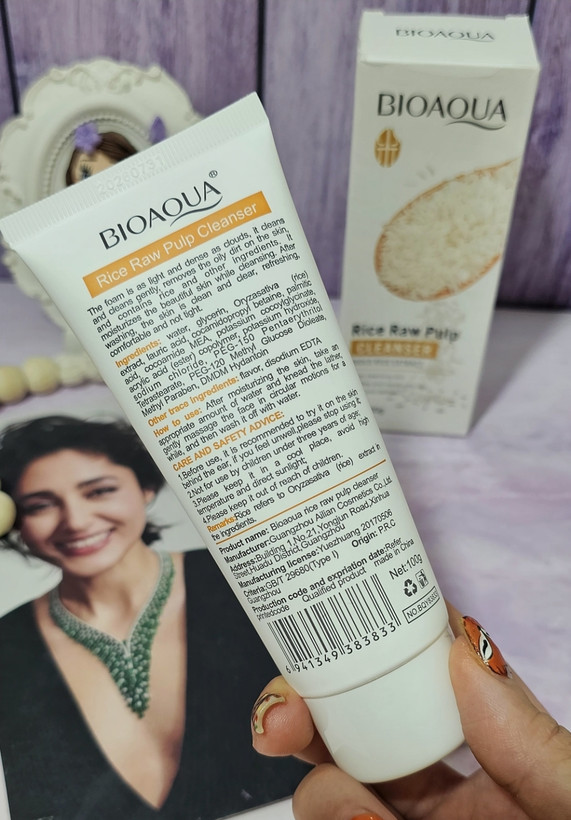 20260731
BIOAQUA®
Rice Raw Pulp Cleanser
The foam is as light and dense as clouds, it cleans
and cleans gently, removes the oily dirt on the skin,
and contains rice and other ingredients, it
moisturizes the beautiful skin while cleansing. After
washing, the skin is clean and clear, refreshing,
comfortable and not tight.
Ingredients: water, glycerin, Oryzasativa (rice)
extract, lauric acid, cocamidopropyl betaine, palmitic
acid, cocoamide MEA, potassium cocoylglycinate,
acrylic acid (ester) copolymer, potassium hydroxide,
sodium chloride, PEG-150 Pentaerythritol
tetrastearate, PEG-120 Methyl Glucose Dioleate,
Methyl Paraben, DMDM Hydantoin
Other trace Ingredients: flavor, disodium EDTA
How to use: After moisturizing the skin, take an
appropriate amount of water and knead the lather,
gently massage the face in circular motions for a
while, and then wash it off with water.
CARE AND SAFETY ADVICE:
1.Before use, it is recommended to try it on the skin
behind the ear, if you feel unwell,please stop using it,
2.Not for use by children under three years of age;
3.Please keep it in a cool place, avoid high
temperature and direct sunlight;
4.Please keep it out of reach of children.
Remarks:Rice refers to Oryzasativa (rice) extract in
the ingredients.
Product name: Bioaqua rice raw pulp cleanser
Manufacturer:Guangzhou Ailian Cosmetics Co.,Ltd.
Address:Building 1,No.21,Yongjun Road,Xinhua
Street,Huadu District,Guangzhou
Manufacturing license:Yuezhuang 20170506
Criteria:GB/T 29680(Type I) Origin: P.R.C
Production code and expriation date:Refer
printedcode Qualified product made in China
Net:100g
6941349383833
BIOAQUA
BIOAQUA
Rice Raw Pulp
CLEANSER